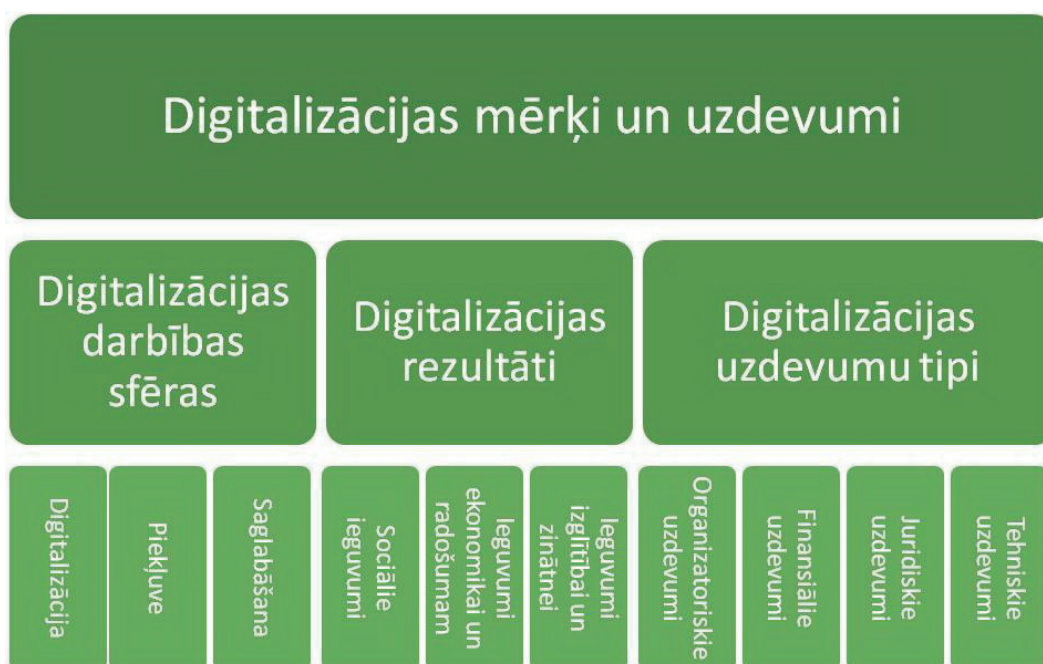 Digitalizācijas mērķi un uzdevumi
Digitalizācijas
darbības
sfēras
Digitalizācijas
rezultāti
Digitalizācijas
uzdevumu tipi
Digitalizācija
Piekļuve
Saglabāšana
Sociālie
ieguvumi
Ieguvumi
ekonomikai un
radošumam
Ieguvumi
izglītībai un
zinātnei
Organizatoriskie
uzdevumi
Finansiālie
uzdevumi
Juridiskie
uzdevumi
Tehniskie
uzdevumi